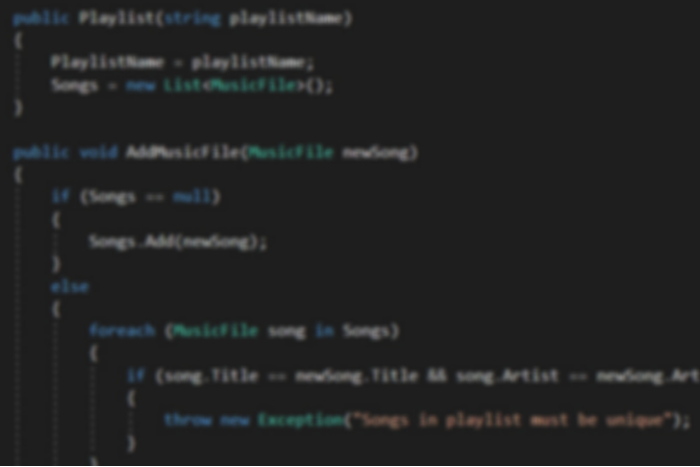 public Playlist(string playlistName)
{
PlaylistName = playlistName;
Songs = new List<MusicFile>();
}
public void AddMusicFile(MusicFile newSong)
{
if (Songs == null)
{
Songs.Add(newSong);
}
else
{
foreach (MusicFile song in Songs)
{
if (song.Title == newSong.Title && song.Artist == newSong.Art
{
throw new Exception("Songs in playlist must be unique");
}
}